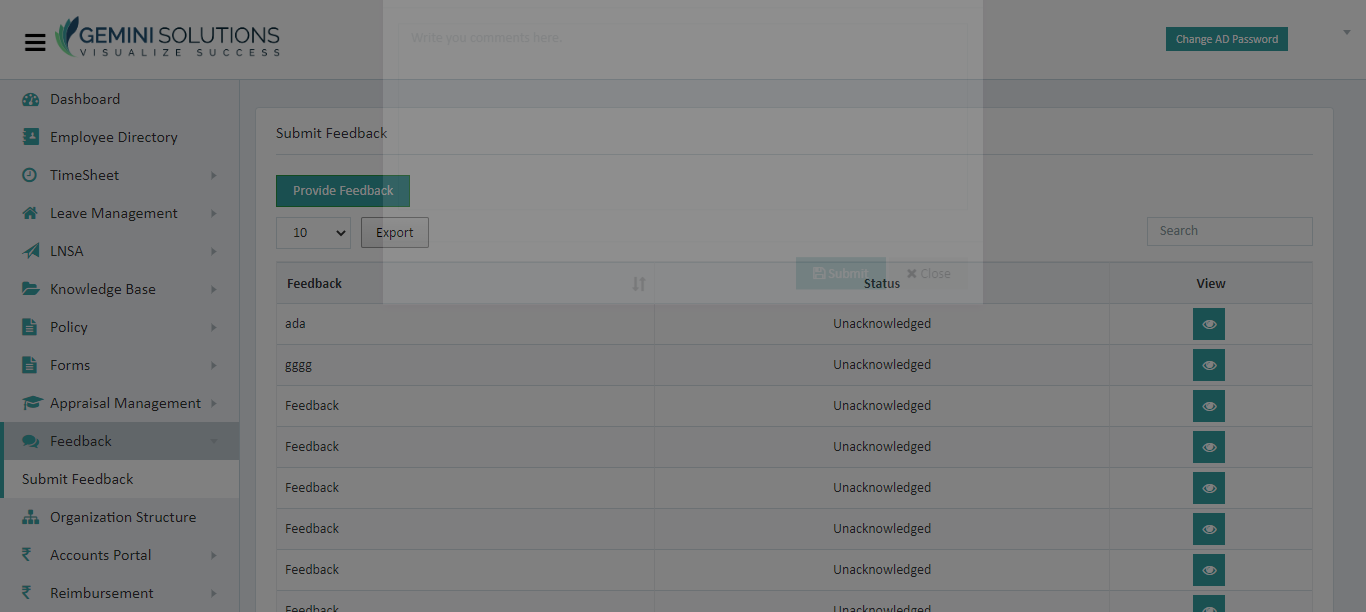 GEMINI SOLUTIONS
VISUALIZE SUCCESS
Write you comments here.
Change AD Password
Dashboard
Employee Directory
TimeSheet
Leave Management
LNSA
Knowledge Base
Policy
Forms
Appraisal Management
Feedback
Submit Feedback
Organization Structure
₹ Accounts Portal
₹ Reimbursement
Submit Feedback
Provide Feedback
10 Export Search
Submit Close
Feedback Status View
ada Unacknowledged
gggg Unacknowledged
Feedback Unacknowledged
Feedback Unacknowledged
Feedback Unacknowledged
Feedback Unacknowledged
Feedback Unacknowledged
Feedback Unacknowledged